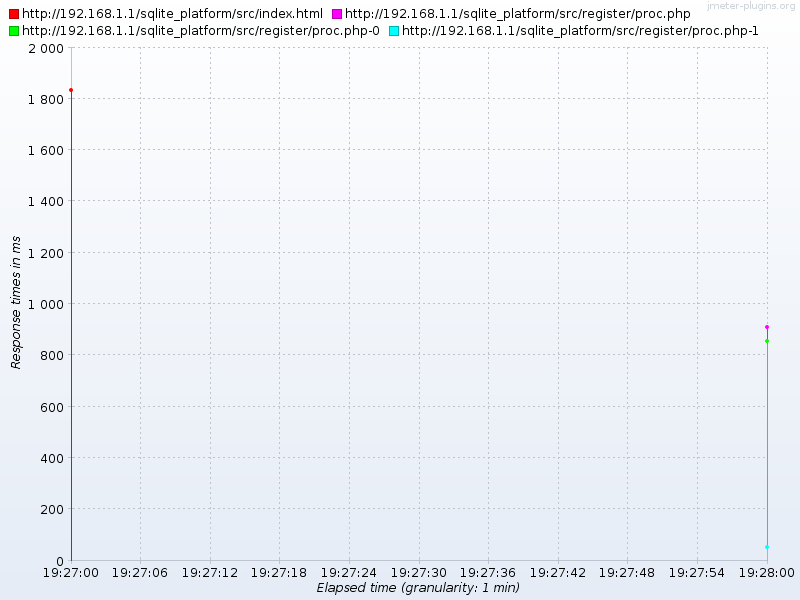 jmeter-plugins.org
http://192.168.1.1/sqlite_platform/src/index.html http://192.168.1.1/sqlite_platform/src/register/proc.php
http://192.168.1.1/sqlite_platform/src/register/proc.php-0 http://192.168.1.1/sqlite_platform/src/register/proc.php-1
2 000
1 800
1 600
1 400
1 200
1 000
800
600
400
200
0
Response times in ms
19:27:00 19:27:06 19:27:12 19:27:18 19:27:24 19:27:30 19:27:36 19:27:42 19:27:48 19:27:54 19:28:00
Elapsed time (granularity: 1 min)